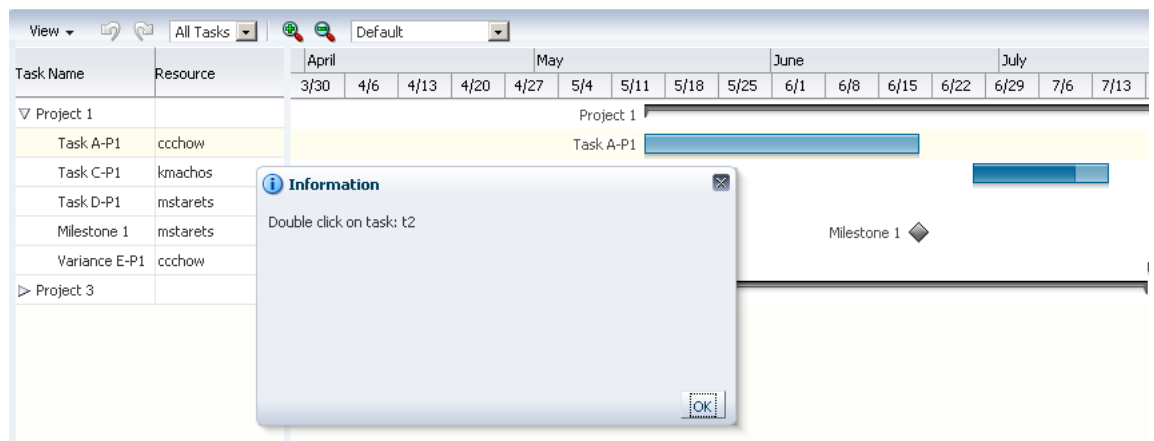 View All Tasks Default
Task Name Resource April May June July
3/30 4/6 4/13 4/20 4/27 5/4 5/11 5/18 5/25 6/1 6/8 6/15 6/22 6/29 7/6 7/13
Project 1 Project 1
Task A-P1 ccchow Task A-P1
Task C-P1 kmachos
Task D-P1 mstarets
Milestone 1 mstarets Milestone 1
Variance E-P1 ccchow
Project 3
Information
Double click on task: t2
OK